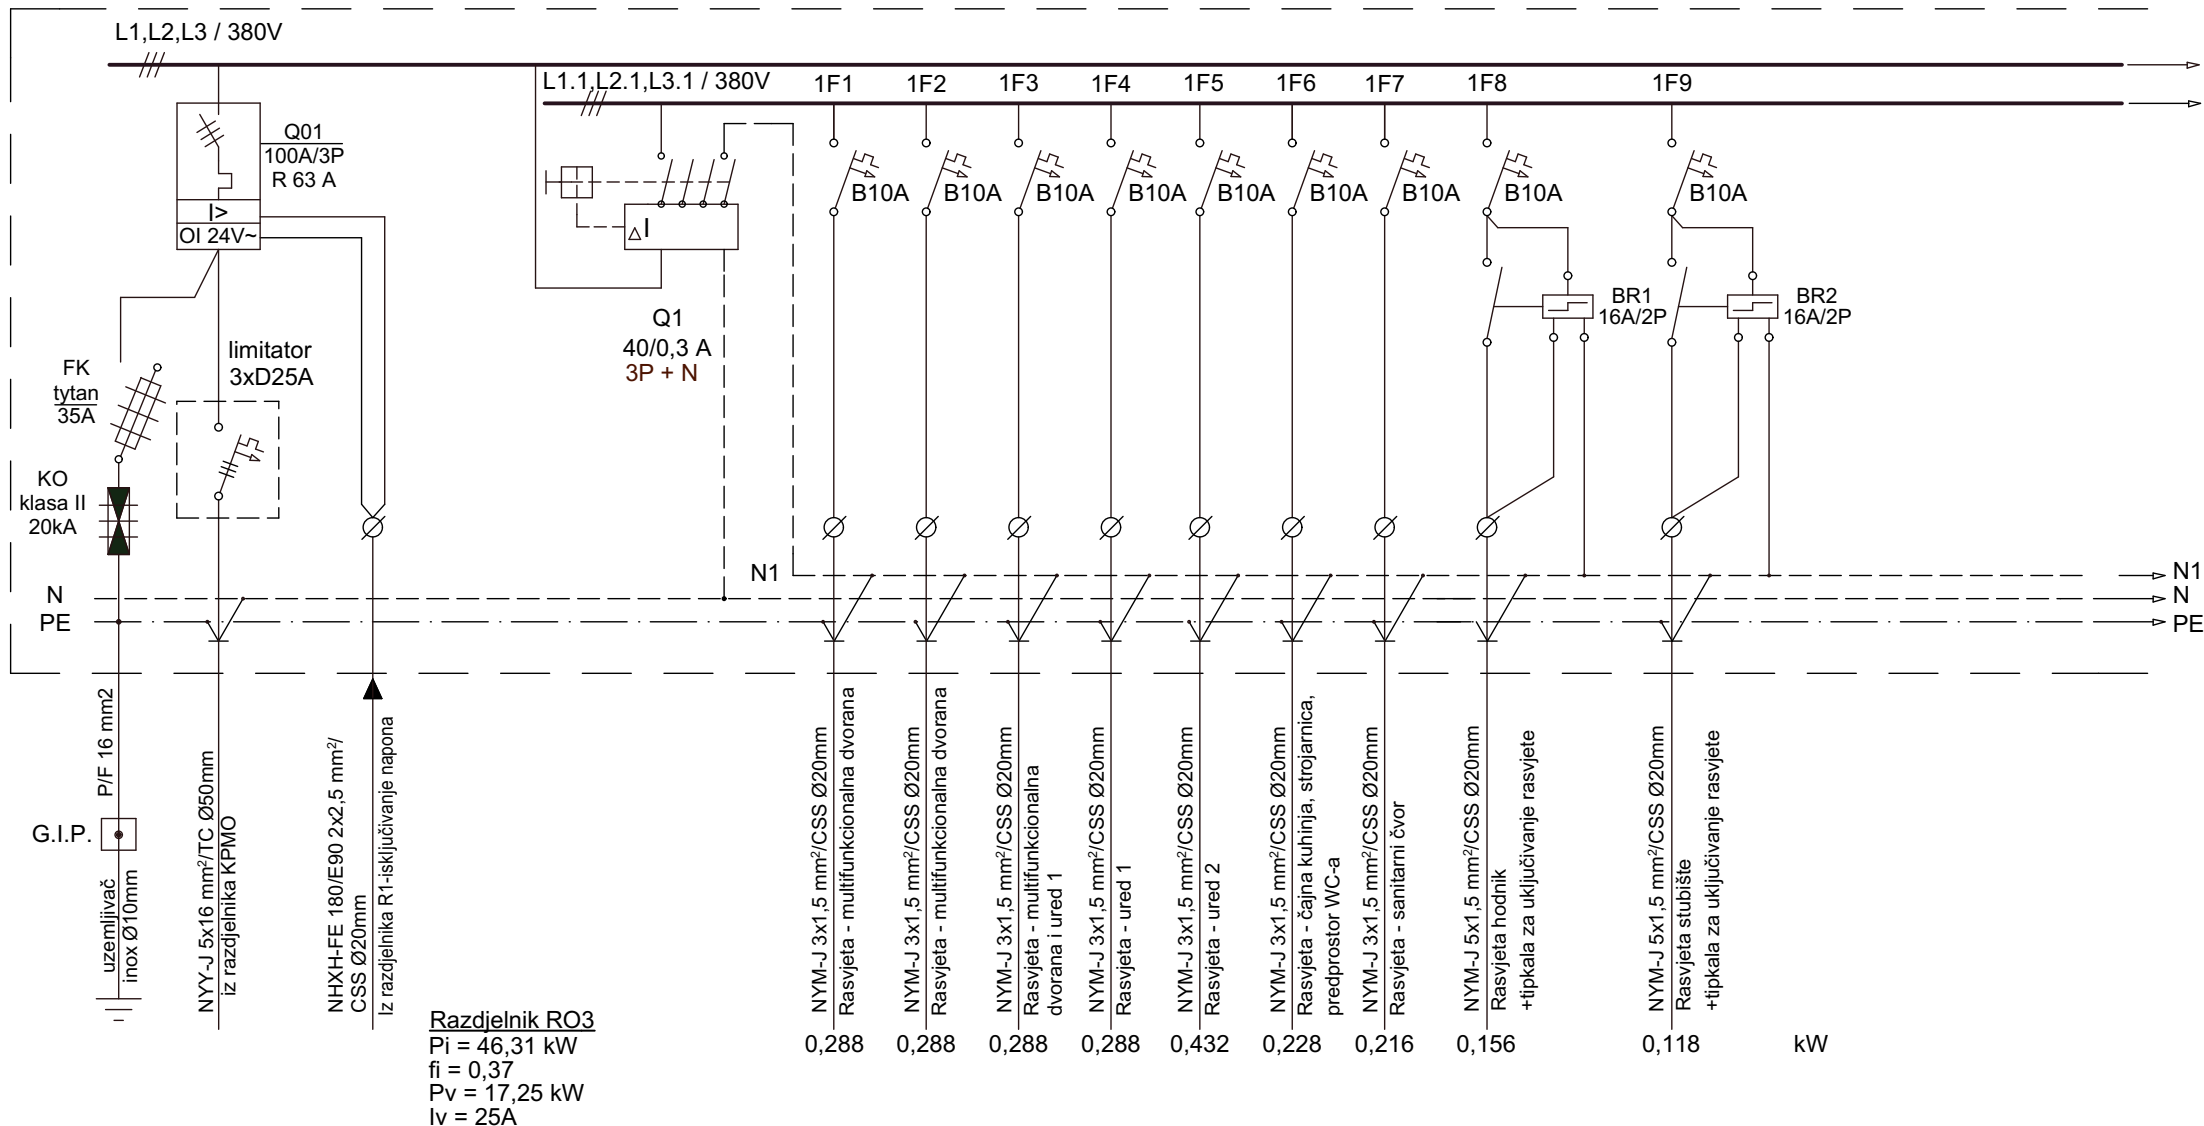 L1,L2,L3 / 380V
L1.1,L2.1,L3.1 / 380V
1F1
1F2
1F3
1F4
1F5
1F6
1F7
1F8
1F9
Q01
100A/3P
R 63 A
I>
OI 24V~
B10A
B10A
B10A
B10A
B10A
B10A
B10A
B10A
B10A
△I
Q1
40/0,3 A
3P + N
BR1
16A/2P
BR2
16A/2P
limitator
3xD25A
FK
tytan
35A
KO
klasa II
20kA
N1
N
PE
N1
N
PE
P/F 16 mm2
G.I.P.
uzemljivač
inox Ø10mm
NYY-J 5x16 mm²/TC Ø50mm
iz razdjelnika KPMO
NHXH-FE 180/E90 2x2,5 mm²/
CSS Ø20mm
Iz razdjelnika R1-isključivanje napona
NYM-J 3x1,5 mm²/CSS Ø20mm
Rasvjeta - multifunkcionalna dvorana
NYM-J 3x1,5 mm²/CSS Ø20mm
Rasvjeta - multifunkcionalna dvorana
NYM-J 3x1,5 mm²/CSS Ø20mm
Rasvjeta - multifunkcionalna
dvorana i ured 1
NYM-J 3x1,5 mm²/CSS Ø20mm
Rasvjeta - ured 1
NYM-J 3x1,5 mm²/CSS Ø20mm
Rasvjeta - ured 2
NYM-J 3x1,5 mm²/CSS Ø20mm
Rasvjeta - čajna kuhinja, strojarnica,
predprostor WC-a
NYM-J 3x1,5 mm²/CSS Ø20mm
Rasvjeta - sanitarni čvor
NYM-J 5x1,5 mm²/CSS Ø20mm
Rasvjeta hodnik
+tipkala za uključivanje rasvjete
NYM-J 5x1,5 mm²/CSS Ø20mm
Rasvjeta stubište
+tipkala za uključivanje rasvjete
0,288
0,288
0,288
0,288
0,432
0,228
0,216
0,156
0,118
kW
Razdjelnik RO3
Pi = 46,31 kW
fi = 0,37
Pv = 17,25 kW
Iv = 25A